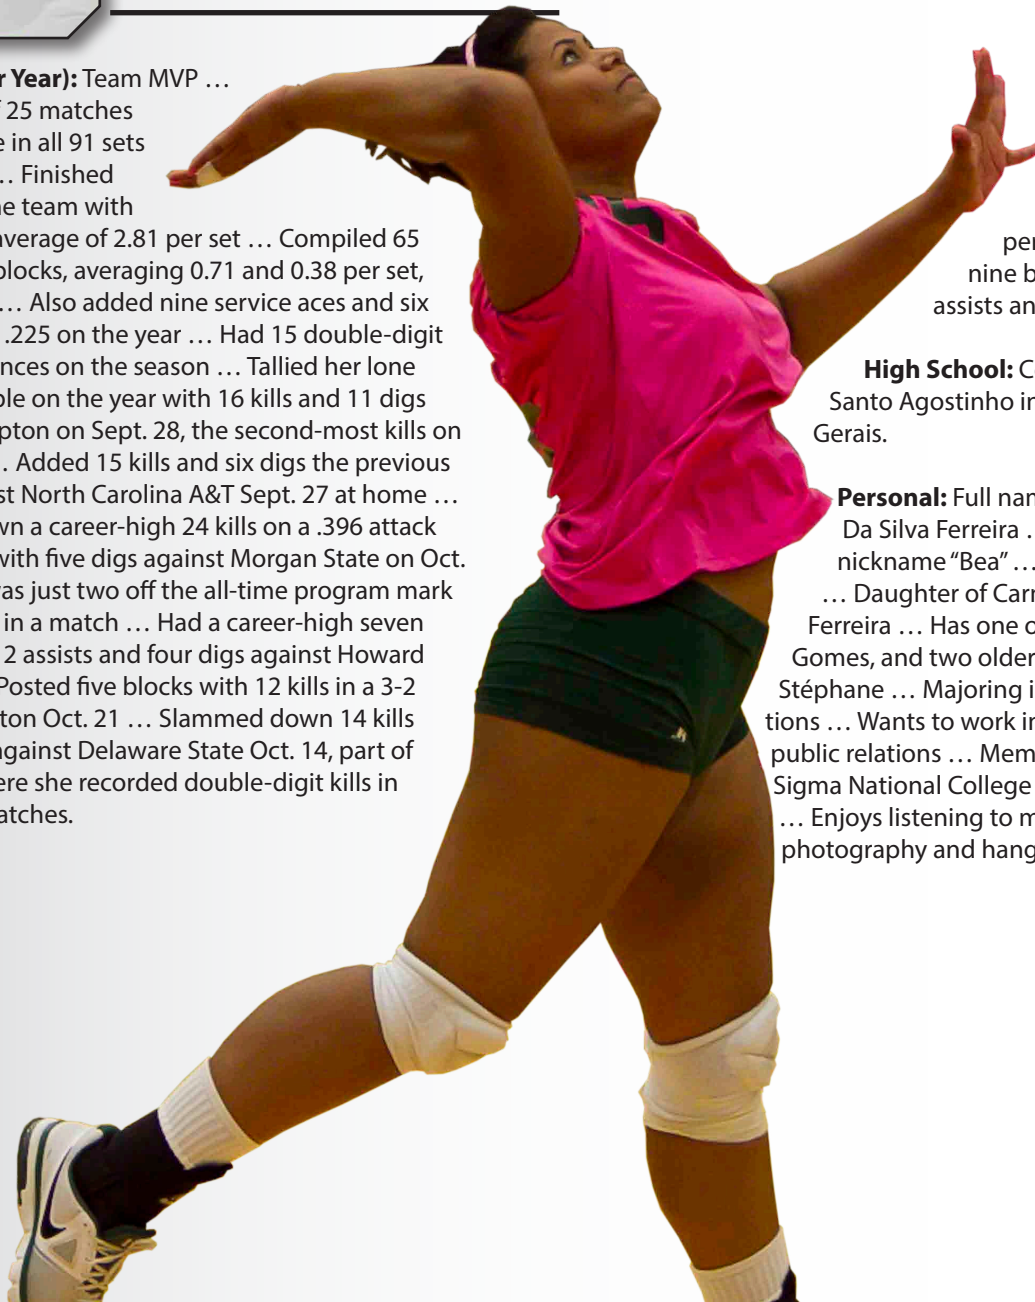 r Year): Team MVP …
25 matches
e in all 91 sets
… Finished
e team with
average of 2.81 per set … Compiled 65
blocks, averaging 0.71 and 0.38 per set,
… Also added nine service aces and six
.225 on the year … Had 15 double-digit
nces on the season … Tallied her lone
ble on the year with 16 kills and 11 digs
pton on Sept. 28, the second-most kills on
. Added 15 kills and six digs the previous
st North Carolina A&T Sept. 27 at home …
wn a career-high 24 kills on a .396 attack
with five digs against Morgan State on Oct.
as just two off the all-time program mark
in a match … Had a career-high seven
2 assists and four digs against Howard
Posted five blocks with 12 kills in a 3-2
ton Oct. 21 … Slammed down 14 kills
against Delaware State Oct. 14, part of
ere she recorded double-digit kills in
atches.
per
nine b
assists an
High School: C
Santo Agostinho in
Gerais.
Personal: Full nam
Da Silva Ferreira .
nickname “Bea” …
… Daughter of Carr
Ferreira … Has one o
Gomes, and two older
Stéphane … Majoring i
tions … Wants to work in
public relations … Mem
Sigma National College
… Enjoys listening to m
photography and hang